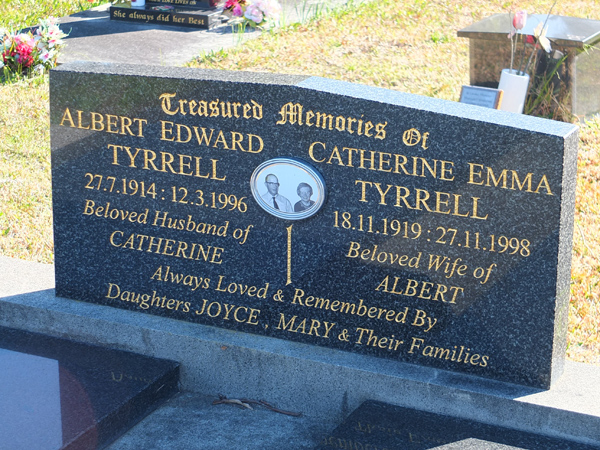 She always did her Best
Treasured Memories Of
ALBERT EDWARD
TYRRELL
27.7.1914 : 12.3.1996
Beloved Husband of
CATHERINE
CATHERINE EMMA
TYRRELL
18.11.1919 : 27.11.1998
Beloved Wife of
ALBERT
Always Loved & Remembered By
Daughters JOYCE, MARY & Their Families